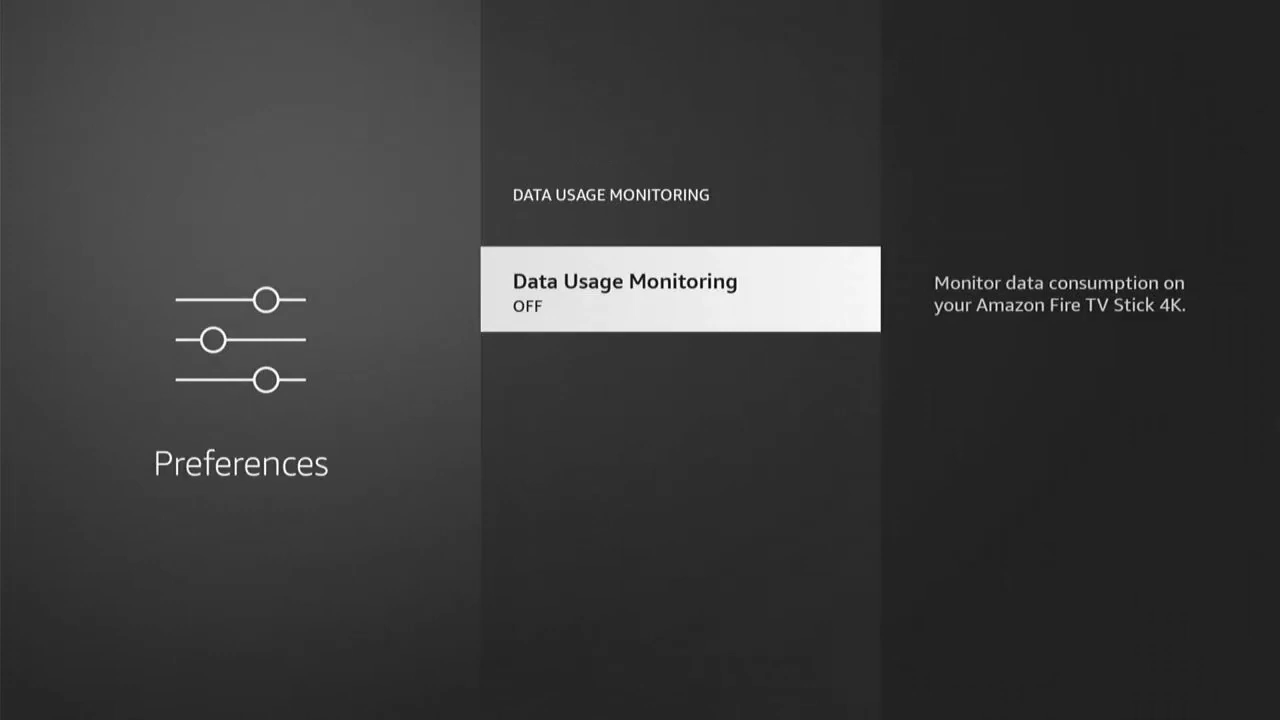 Preferences
DATA USAGE MONITORING
Data Usage Monitoring
OFF
Monitor data consumption on
your Amazon Fire TV Stick 4K.